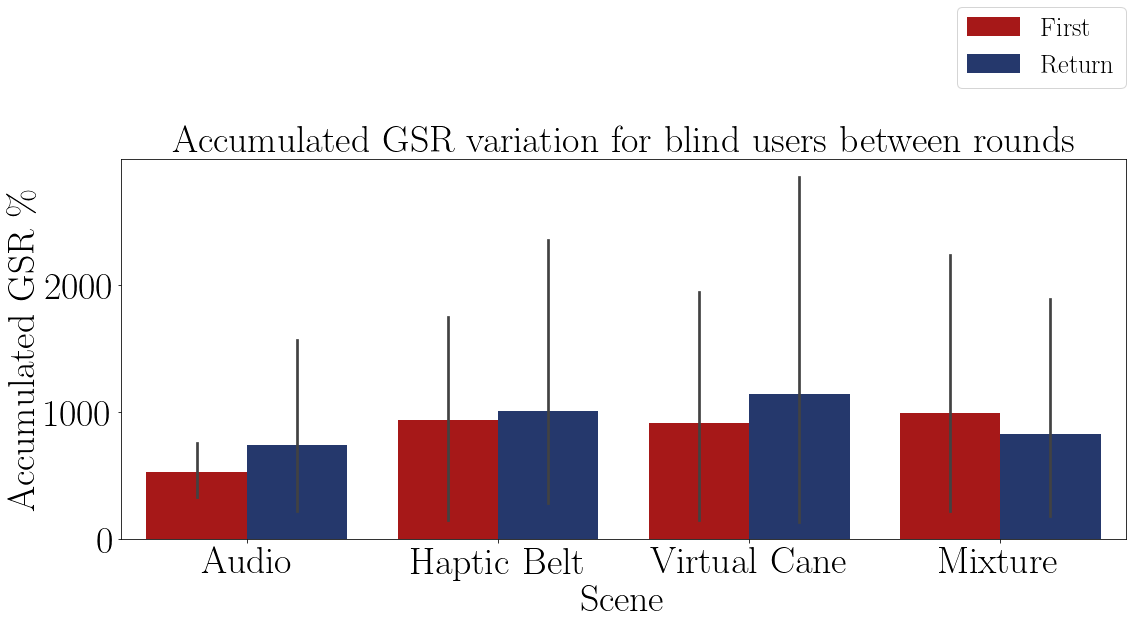 First
Return
Accumulated GSR variation for blind users between rounds
Accumulated GSR %
2000
1000
0
Audio
Haptic Belt
Virtual Cane
Mixture
Scene